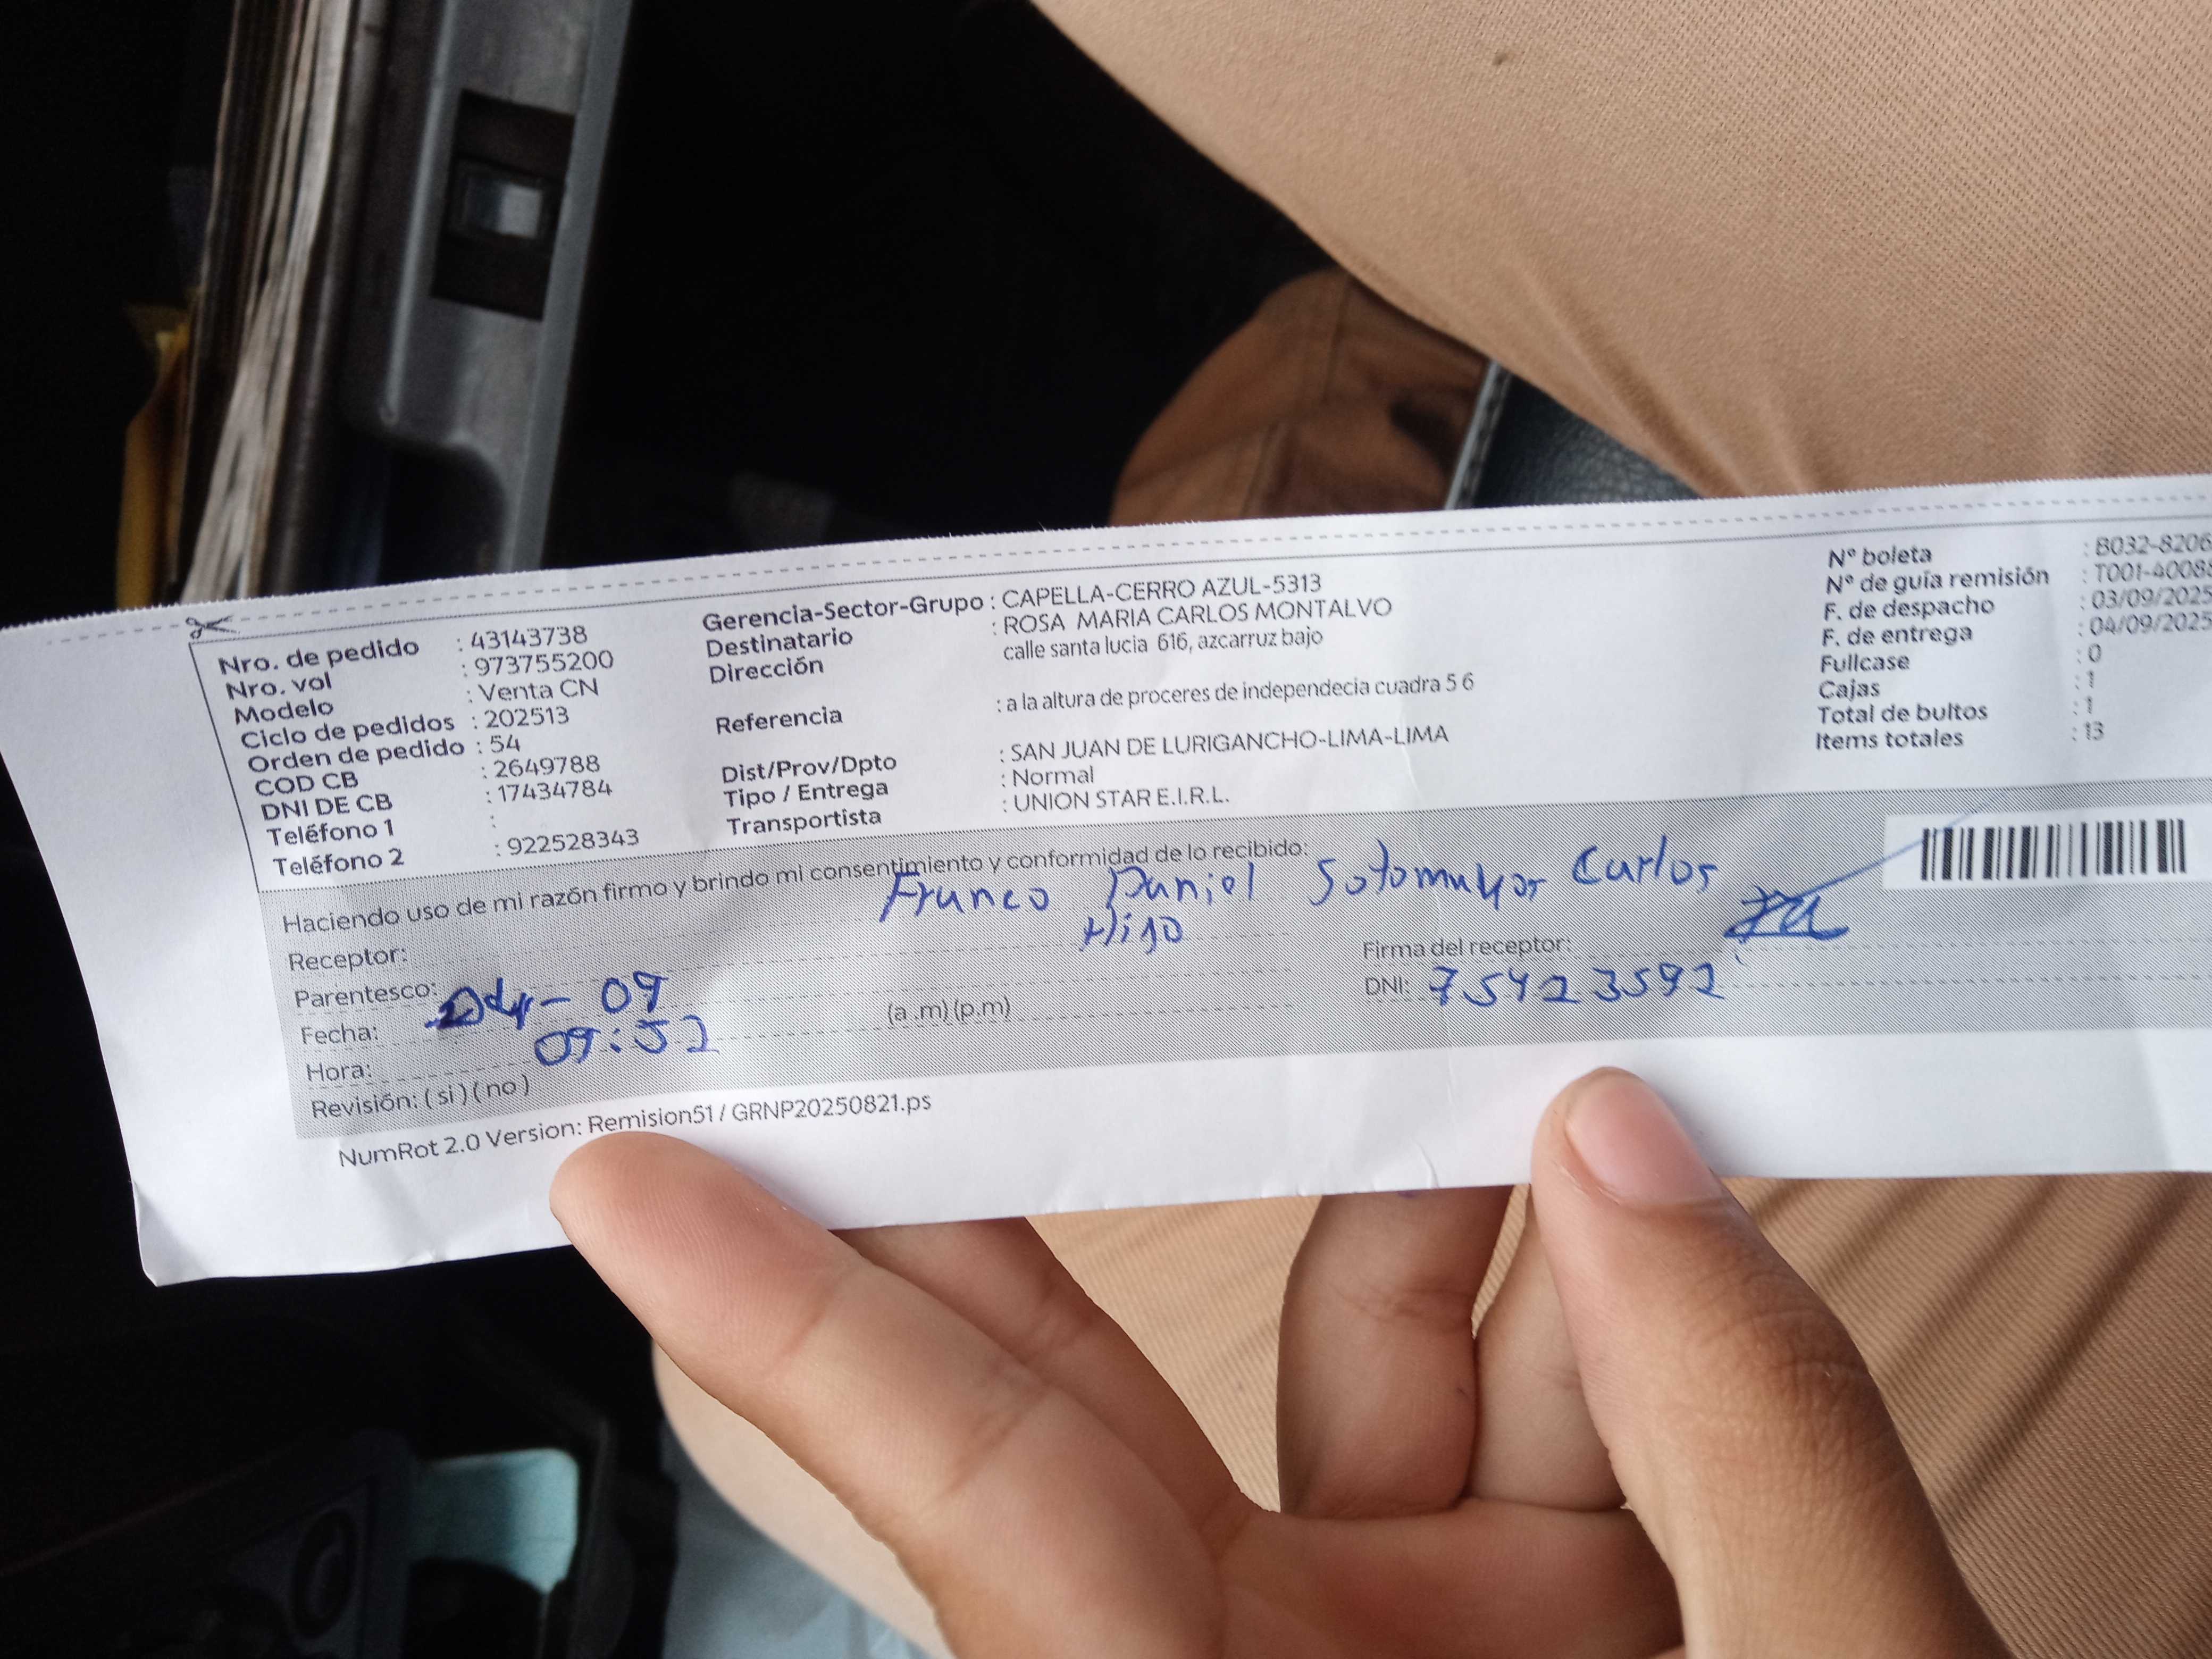 Nro. de pedido : 43143738
Nro. vol : 973755200
Modelo : Venta CN
Ciclo de pedidos : 202513
Orden de pedido : 54
COD CB : 2649788
DNI DE CB : 17434784
Teléfono 1 :
Teléfono 2 : 922528343
Gerencia-Sector-Grupo : CAPELLA-CERRO AZUL-5313
Destinatario : ROSA MARIA CARLOS MONTALVO
Dirección calle santa lucia 616, azcarruz bajo
Referencia : a la altura de proceres de independecia cuadra 5 6
Dist/Prov/Dpto : SAN JUAN DE LURIGANCHO-LIMA-LIMA
Tipo / Entrega : Normal
Transportista : UNION STAR E.I.R.L.
N° boleta : B032-8206
N° de guía remisión : T001-40088
F. de despacho : 03/09/2025
F. de entrega : 04/09/2025
Fullcase : 0
Cajas : 1
Total de bultos : 1
Items totales : 13
Haciendo uso de mi razón firmo y brindo mi consentimiento y conformidad de lo recibido:
Receptor: Franco Daniel Sotomayor Carlos
Parentesco: Hijo
Firma del receptor:
Fecha: 04- 09
DNI: 75423592
Hora: 09:52 (a .m) (p.m)
Revisión: ( si ) ( no )
NumRot 2.0 Version: Remision51 / GRNP20250821.ps